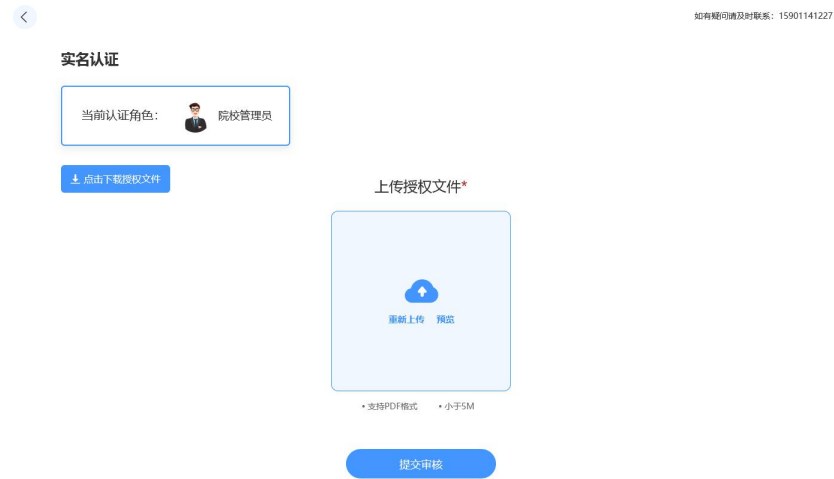 如有疑问请及时联系：15901141227
实名认证
当前认证角色： 院校管理员
点击下载授权文件
上传授权文件*
重新上传 预览
•支持PDF格式 •小于5M
提交审核